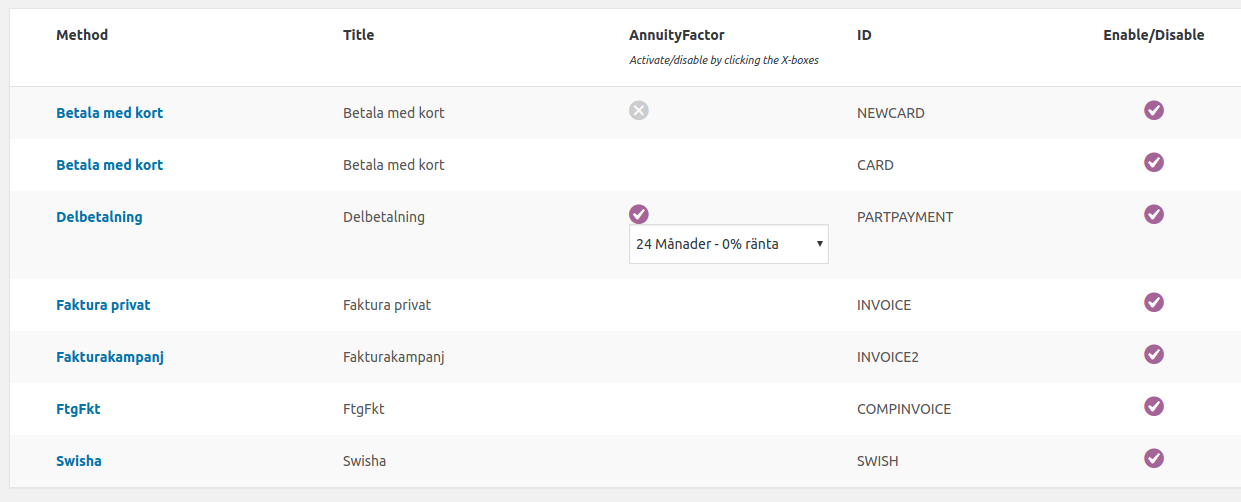 Method Title AnnuityFactor ID Enable/Disable
Activate/disable by clicking the X-boxes
Betala med kort Betala med kort NEWCARD
Betala med kort Betala med kort CARD
Delbetalning Delbetalning PARTPAYMENT
24 Månader - 0% ränta
Faktura privat Faktura privat INVOICE
Fakturakampanj Fakturakampanj INVOICE2
FtgFkt FtgFkt COMPINVOICE
Swisha Swisha SWISH